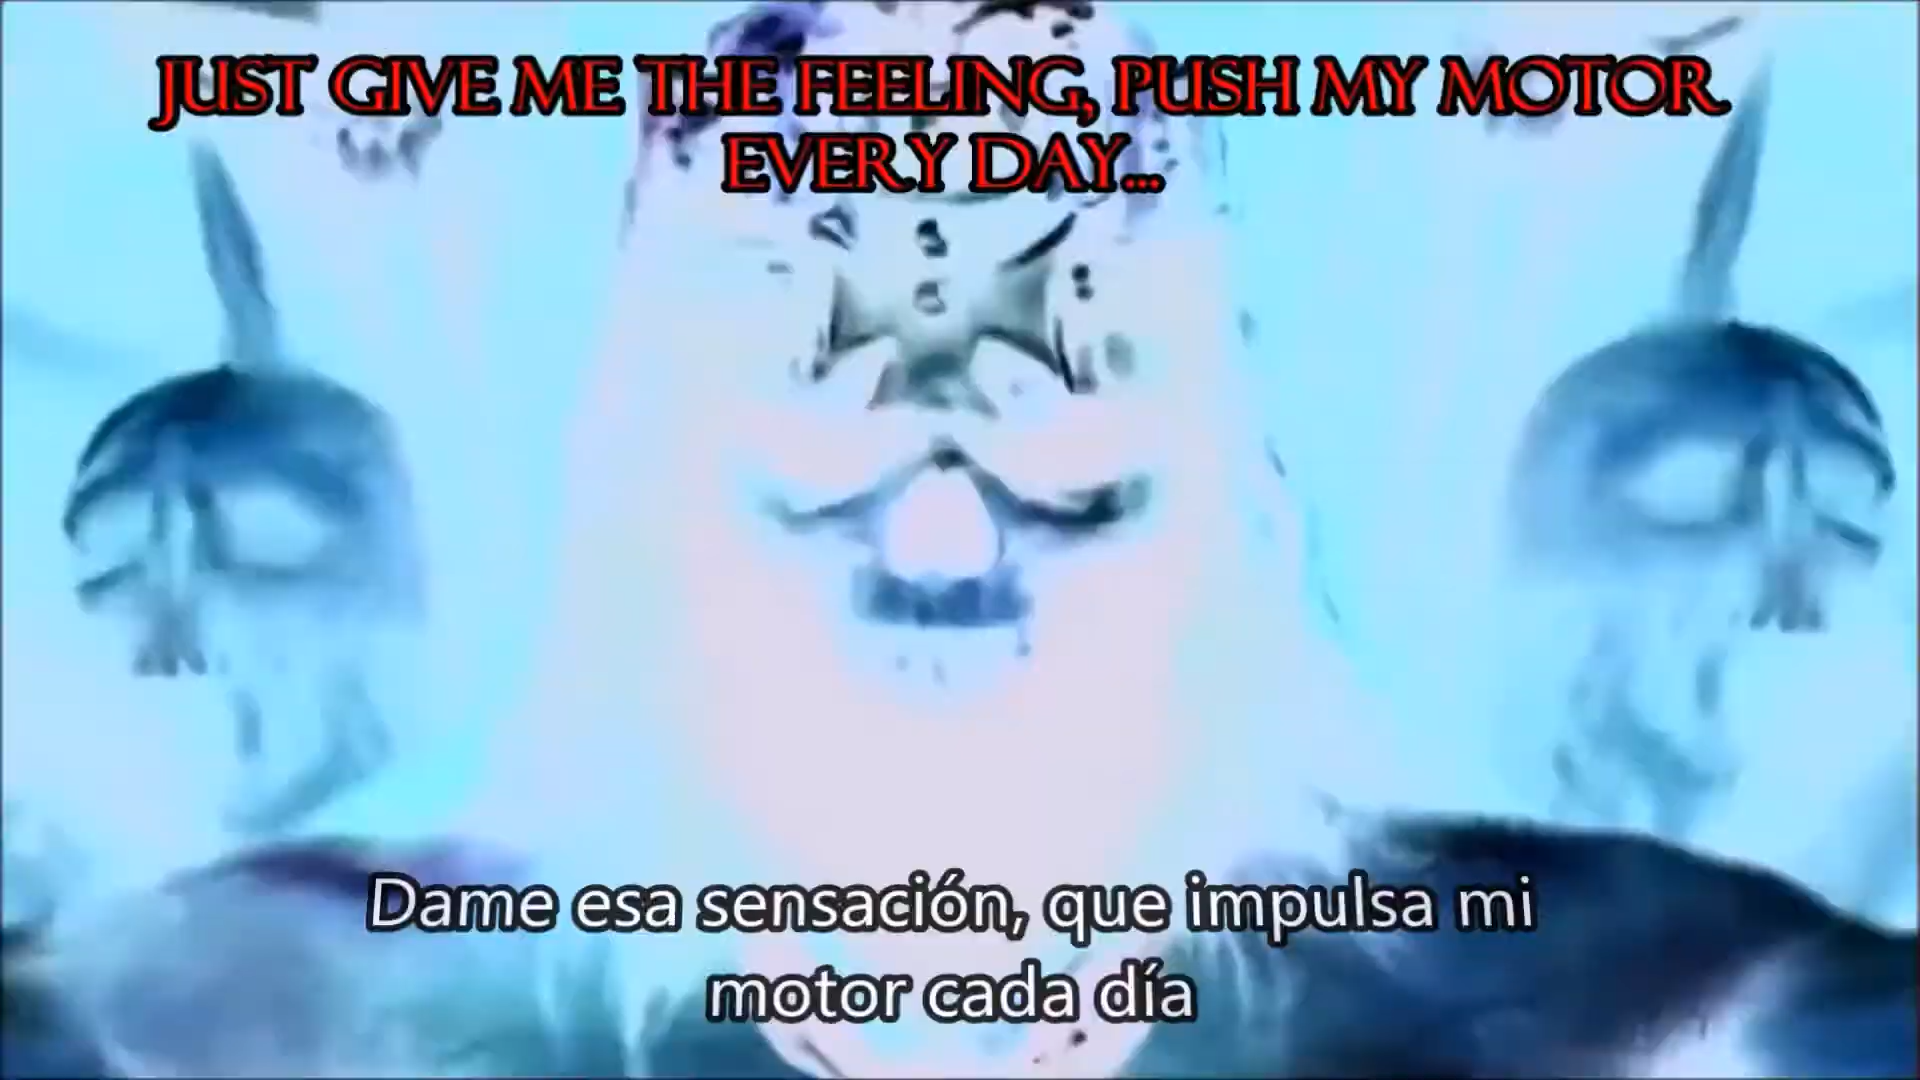 JUST GIVE ME THE FEELING, PUSH MY MOTOR
EVERY DAY...
Dame esa sensación, que impulsa mi
motor cada día